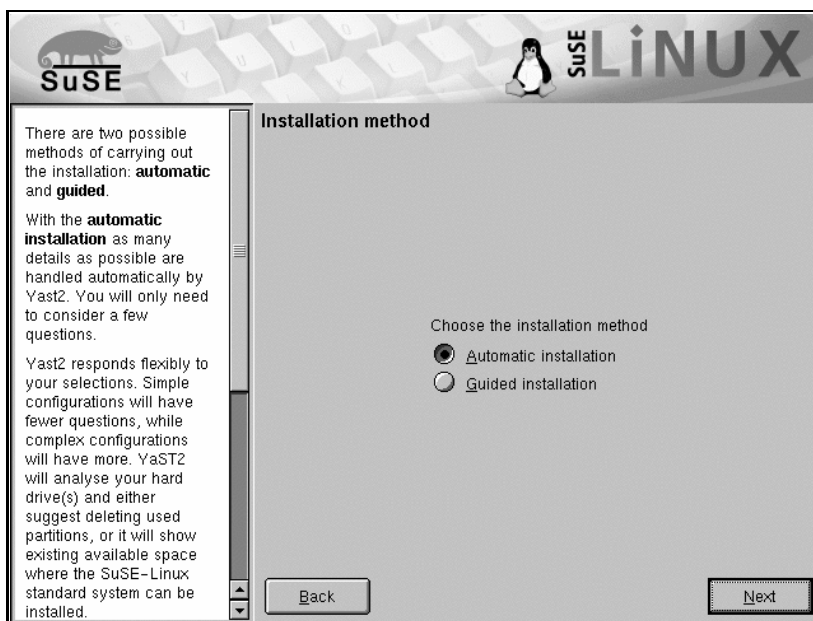 SuSE
SuSE LiNUX
There are two possible
methods of carrying out
the installation: automatic
and guided.
With the automatic
installation as many
details as possible are
handled automatically by
Yast2. You will only need
to consider a few
questions.
Yast2 responds flexibly to
your selections. Simple
configurations will have
fewer questions, while
complex configurations
will have more. YaST2
will analyse your hard
drive(s) and either
suggest deleting used
partitions, or it will show
existing available space
where the SuSE-Linux
standard system can be
installed.
Installation method
Choose the installation method
Automatic installation
Guided installation
Back
Next